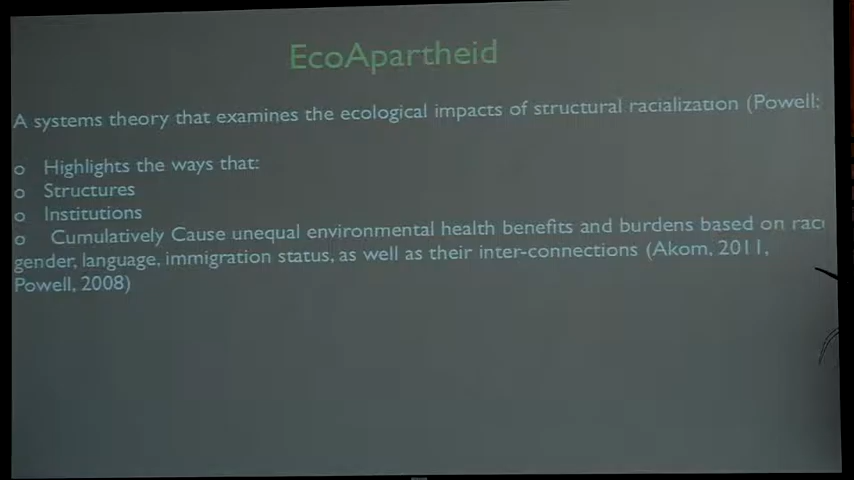 EcoApartheid
A systems theory that examines the ecological impacts of structural racialization (Powell;
o Highlights the ways that:
o Structures
o Institutions
o Cumulatively Cause unequal environmental health benefits and burdens based on rac
gender, language, immigration status, as well as their inter-connections (Akom, 2011,
Powell, 2008)